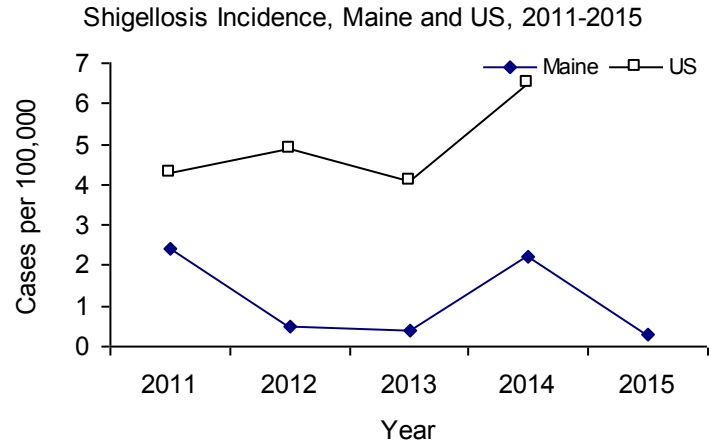 Shigellosis Incidence, Maine and US, 2011-2015
Maine US
7
6
5
4
3
2
1
0
Cases per 100,000
2011 2012 2013 2014 2015
Year